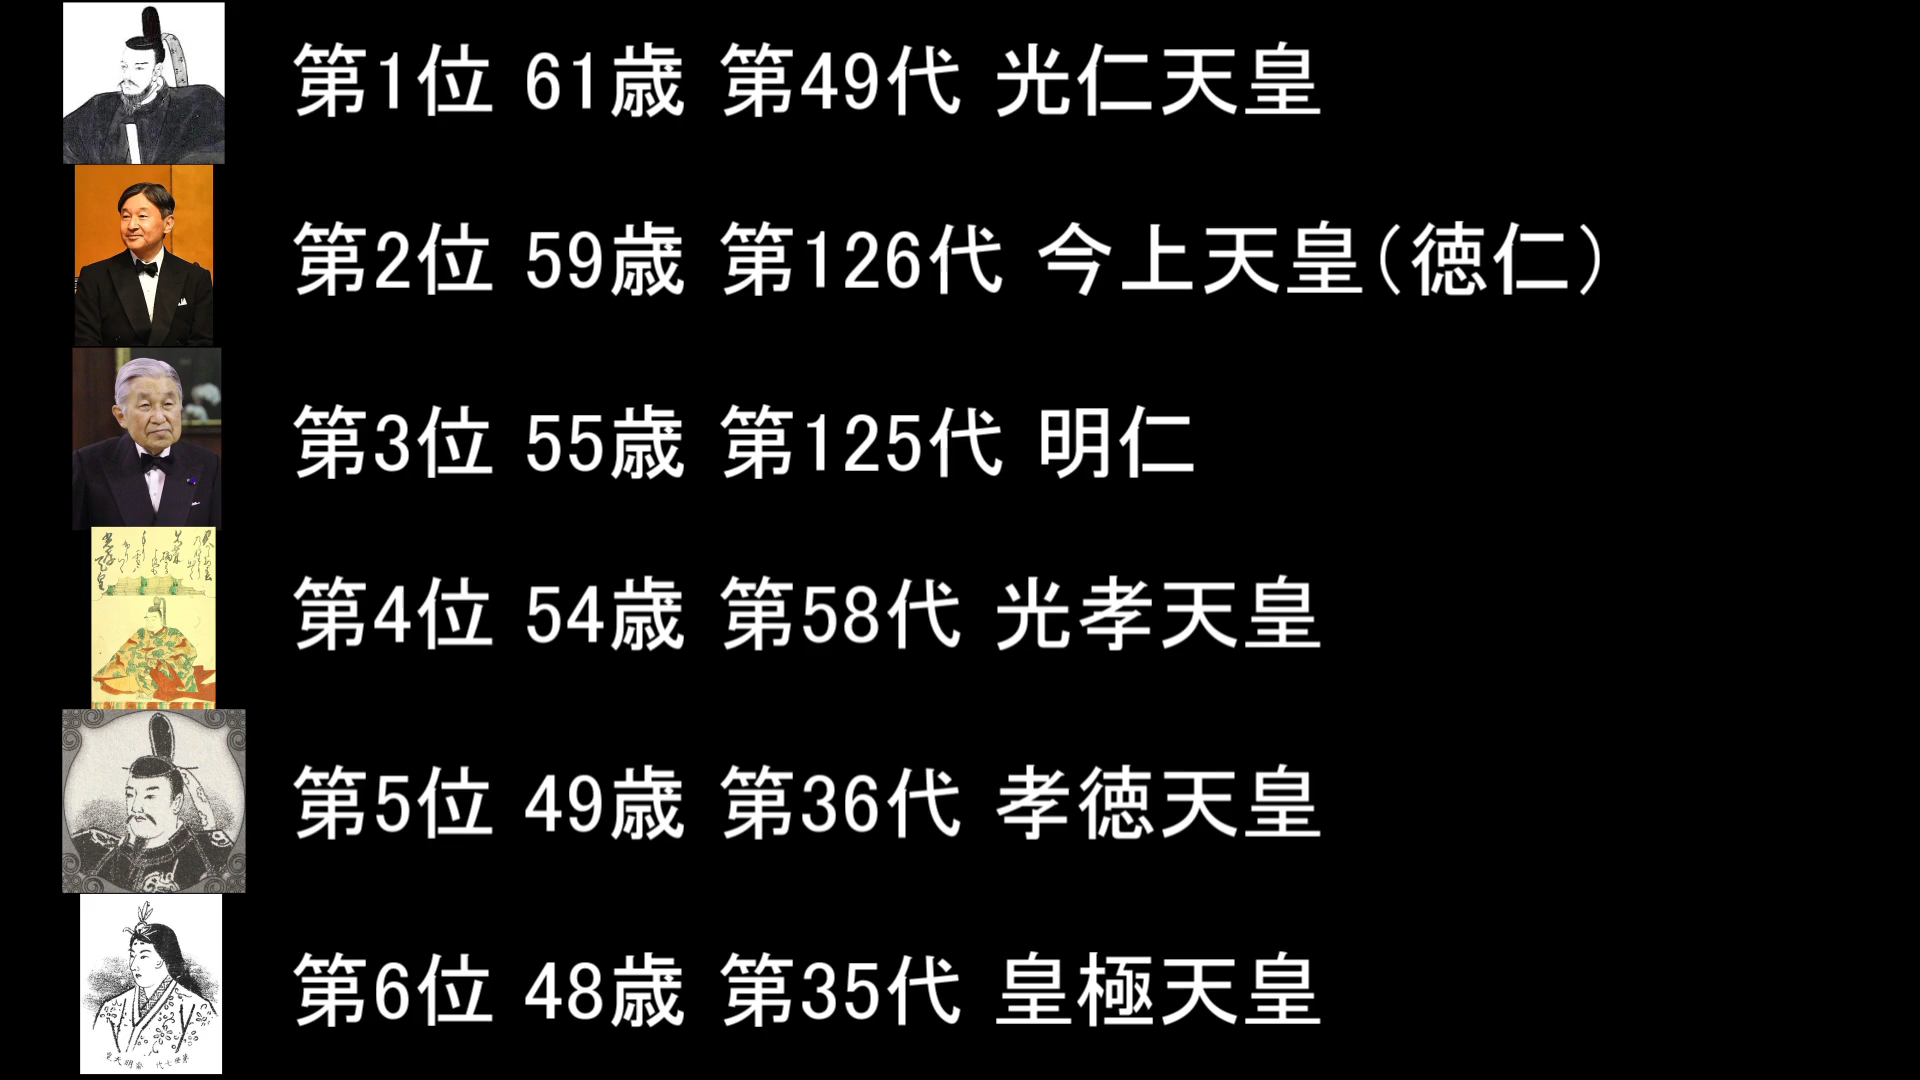 第1位 61歳 第49代 光仁天皇
第2位 59歳 第126代 今上天皇(徳仁)
第3位 55歳 第125代 明仁
第4位 54歳 第58代 光孝天皇
第5位 49歳 第36代 孝徳天皇
第6位 48歳 第35代 皇極天皇